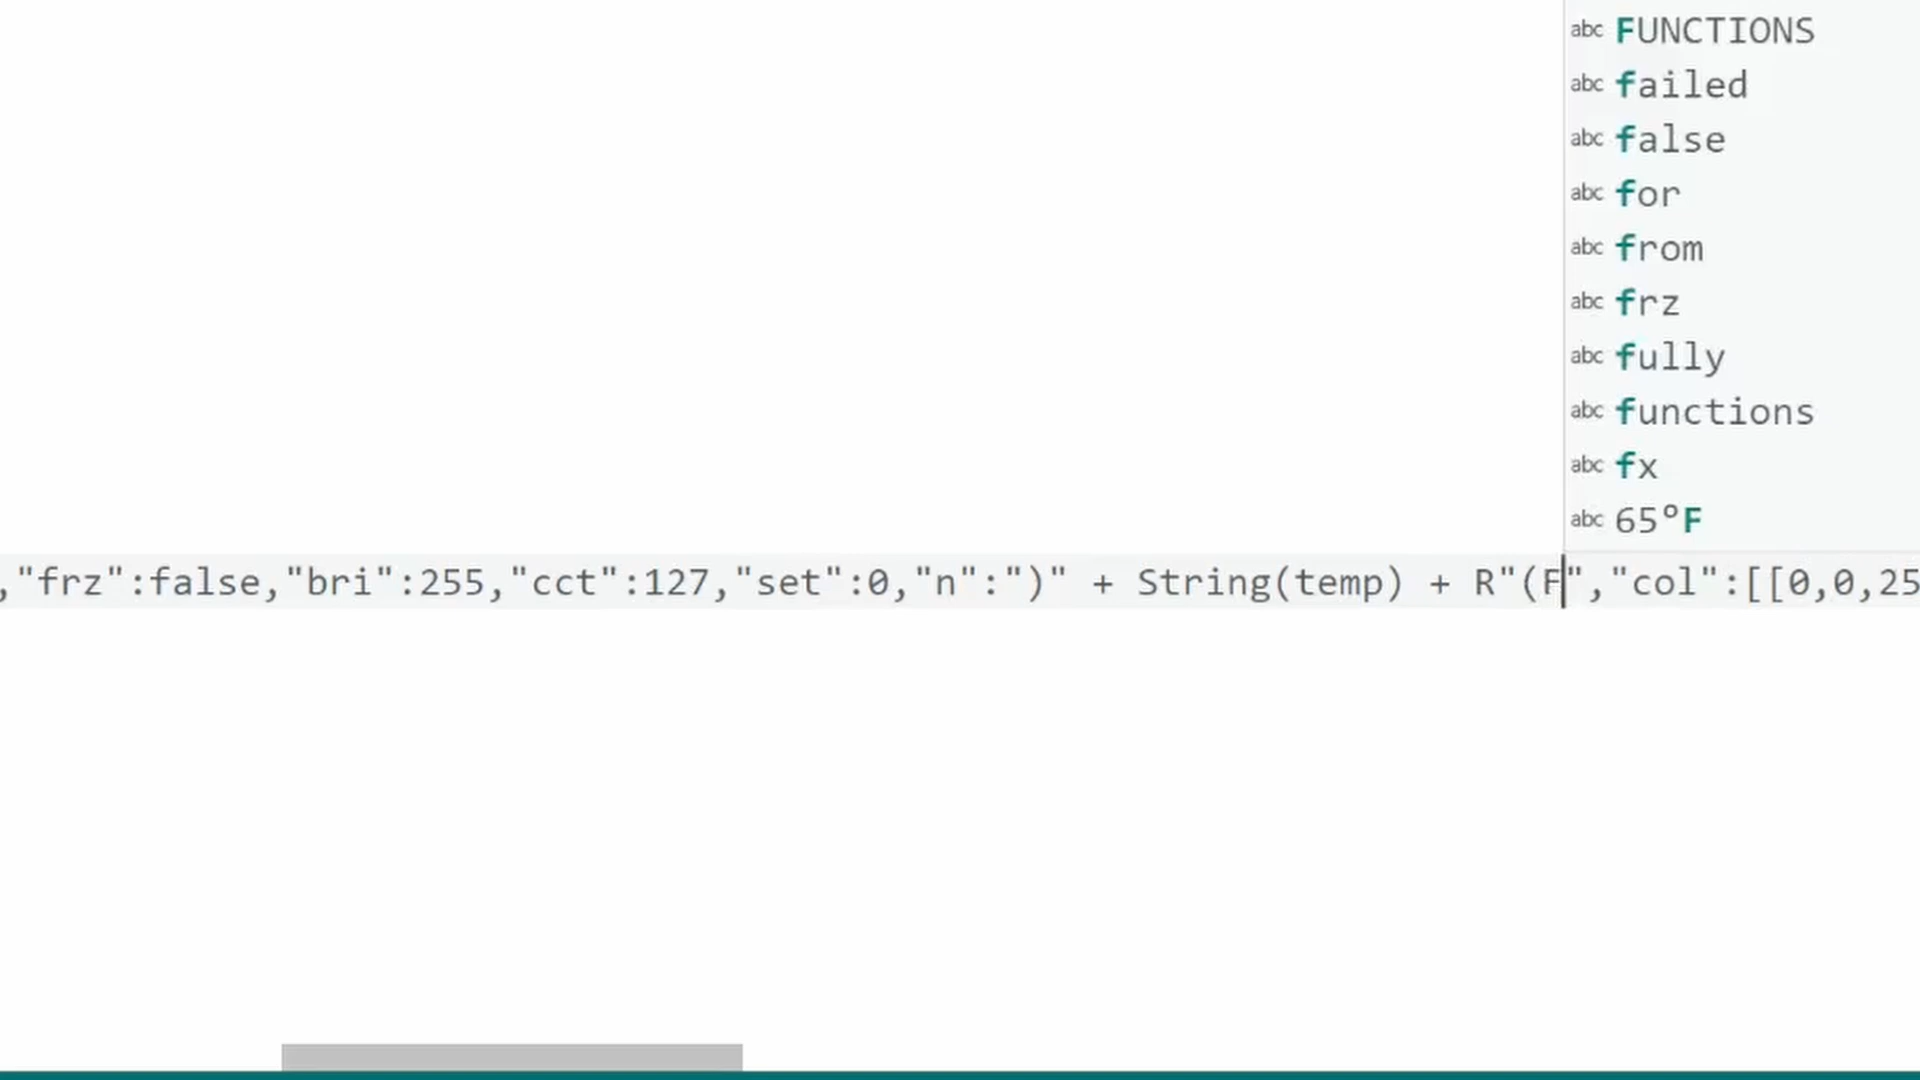 abc FUNCTIONS
abc failed
abc false
abc for
abc from
abc frz
abc fully
abc functions
abc fx
abc 65°F
,"frz":false,"bri":255,"cct":127,"set":0,"n":")" + String(temp) + R"(F","col":[[0,0,25